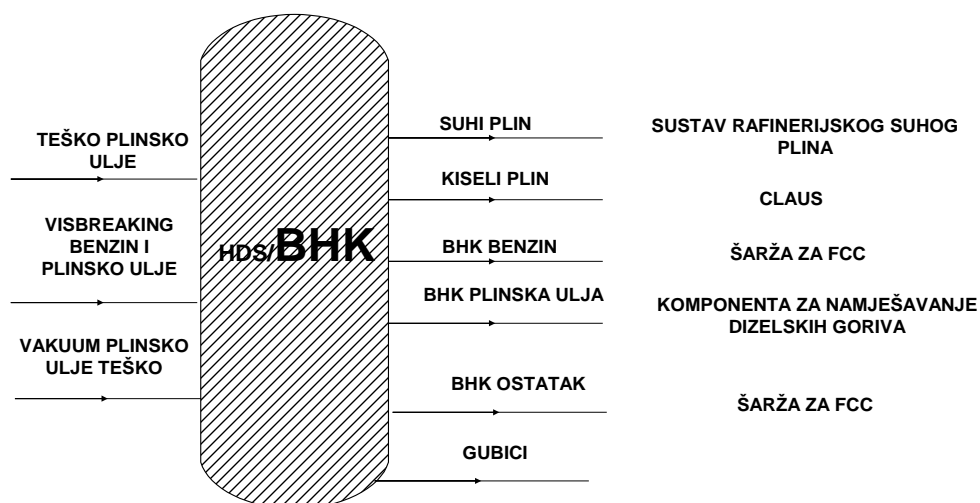 TEŠKO PLINSKO
ULJE
VISBREAKING
BENZIN I
PLINSKO ULJE
VAKUUM PLINSKO
ULJE TEŠKO
HDS/BHK
SUHI PLIN
SUSTAV RAFINERIJSKOG SUHOG
PLINA
KISELI PLIN
CLAUS
BHK BENZIN
ŠARŽA ZA FCC
BHK PLINSKA ULJA
KOMPONENTA ZA NAMJEŠAVANJE
DIZELSKIH GORIVA
BHK OSTATAK
ŠARŽA ZA FCC
GUBICI